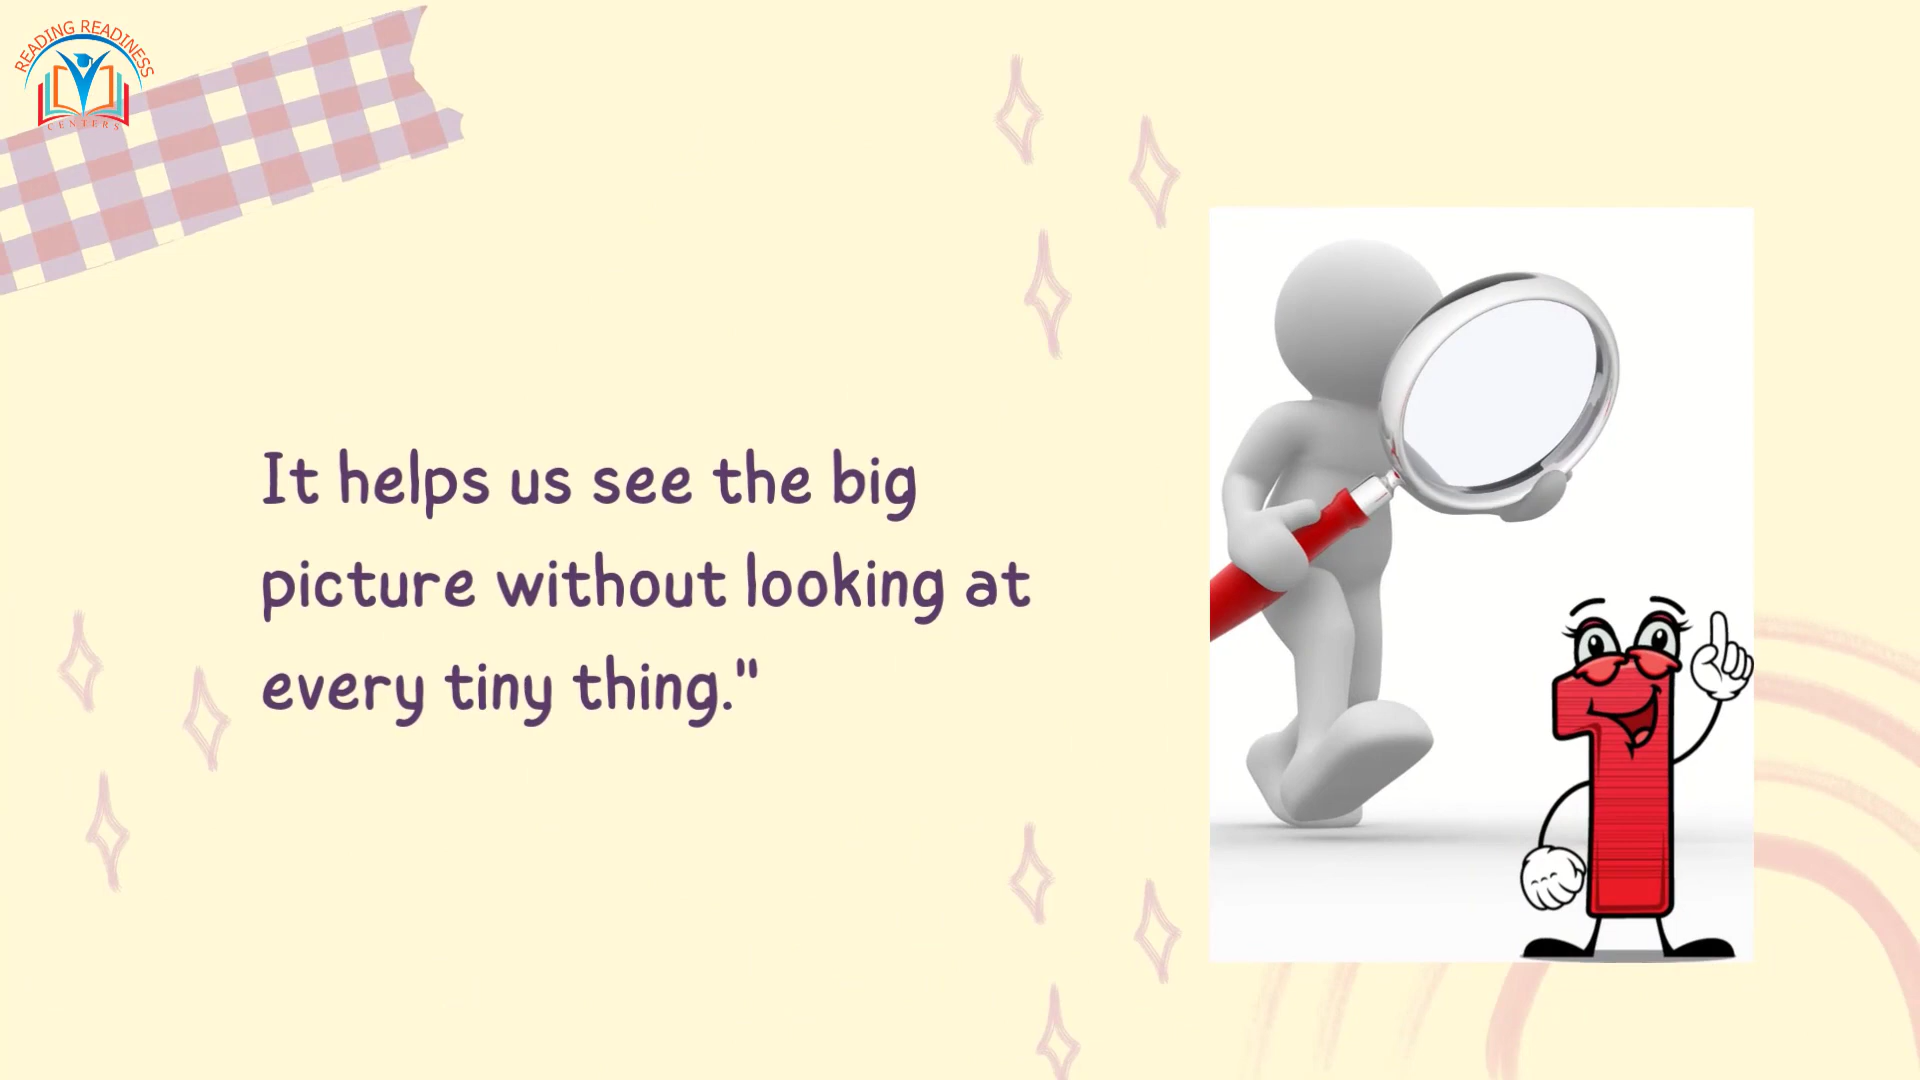 READING READINESS
CENTERS
It helps us see the big
picture without looking at
every tiny thing."